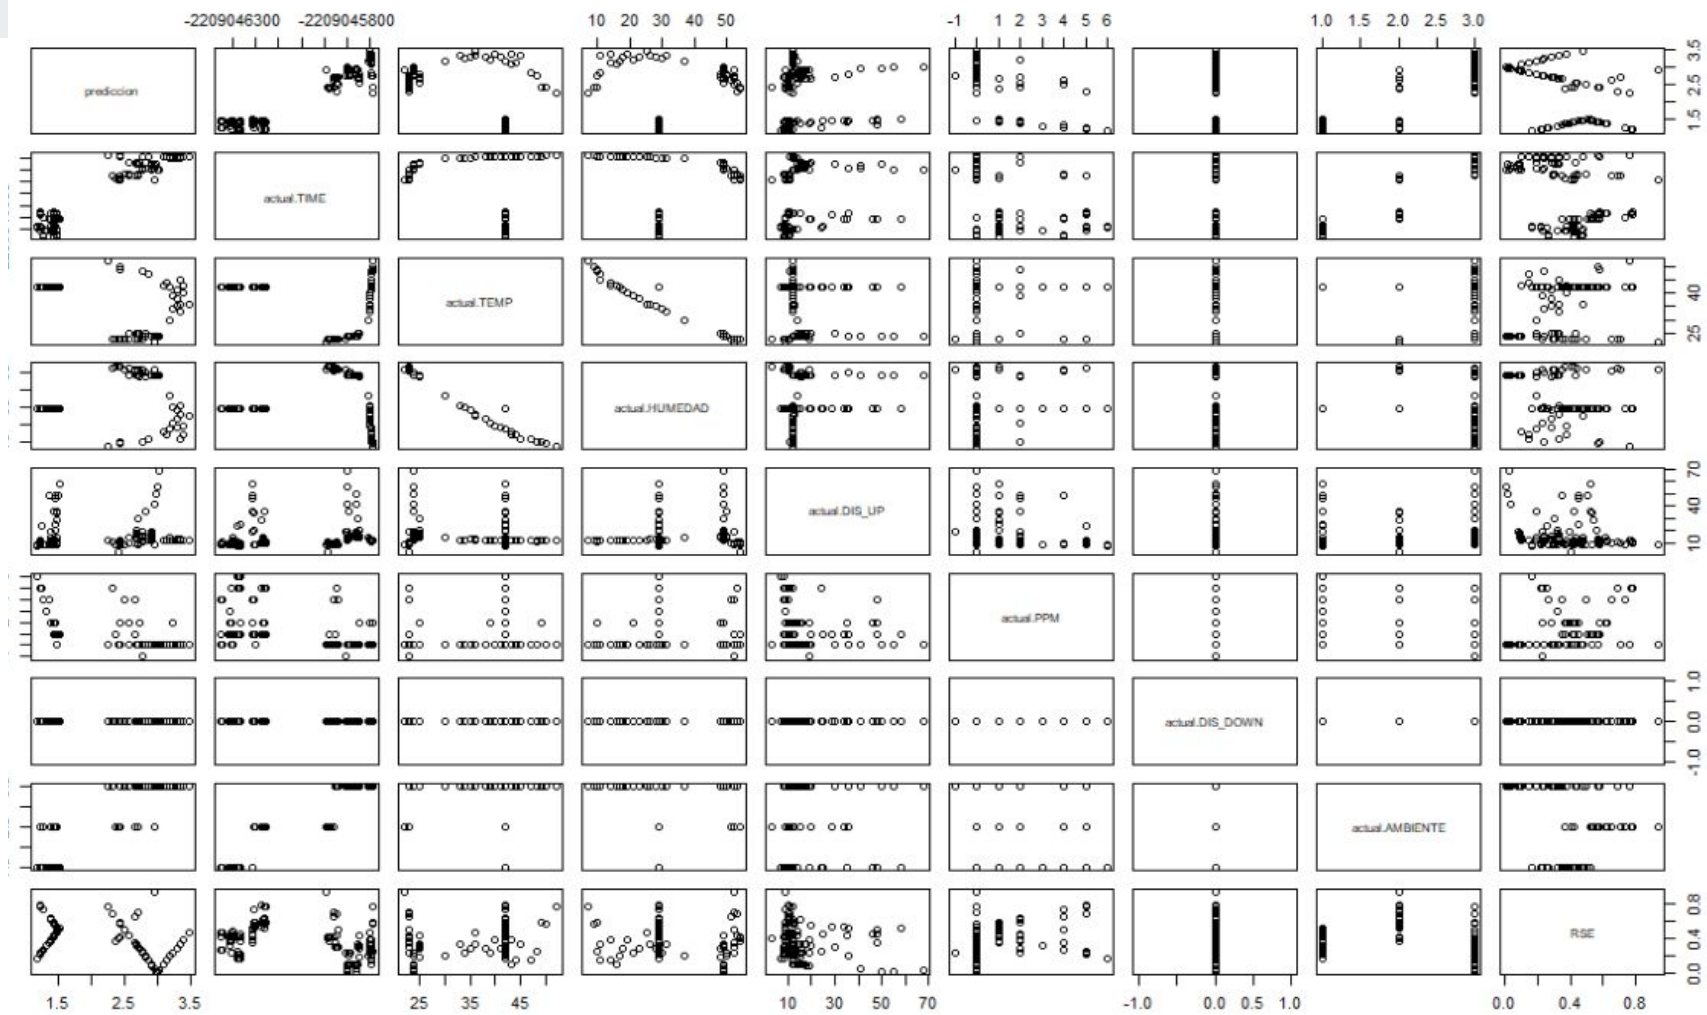 -2209046300 -2209045800 10 20 30 40 50 -1 1 2 3 4 5 6 1.0 1.5 2.0 2.5 3.0
prediccion
1.5 2.5 3.5
actual.TIME
actual.TEMP
25 40
actual.HUMEDAD
actual.DIS_UP
10 40 70
actual.PPM
actual.DIS_DOWN
-1.0 0.0 1.0
actual.AMBIENTE
RSE
0.0 0.4 0.8
1.5 2.5 3.5 25 35 45 10 30 50 70 -1.0 0.0 1.0 0.0 0.4 0.8